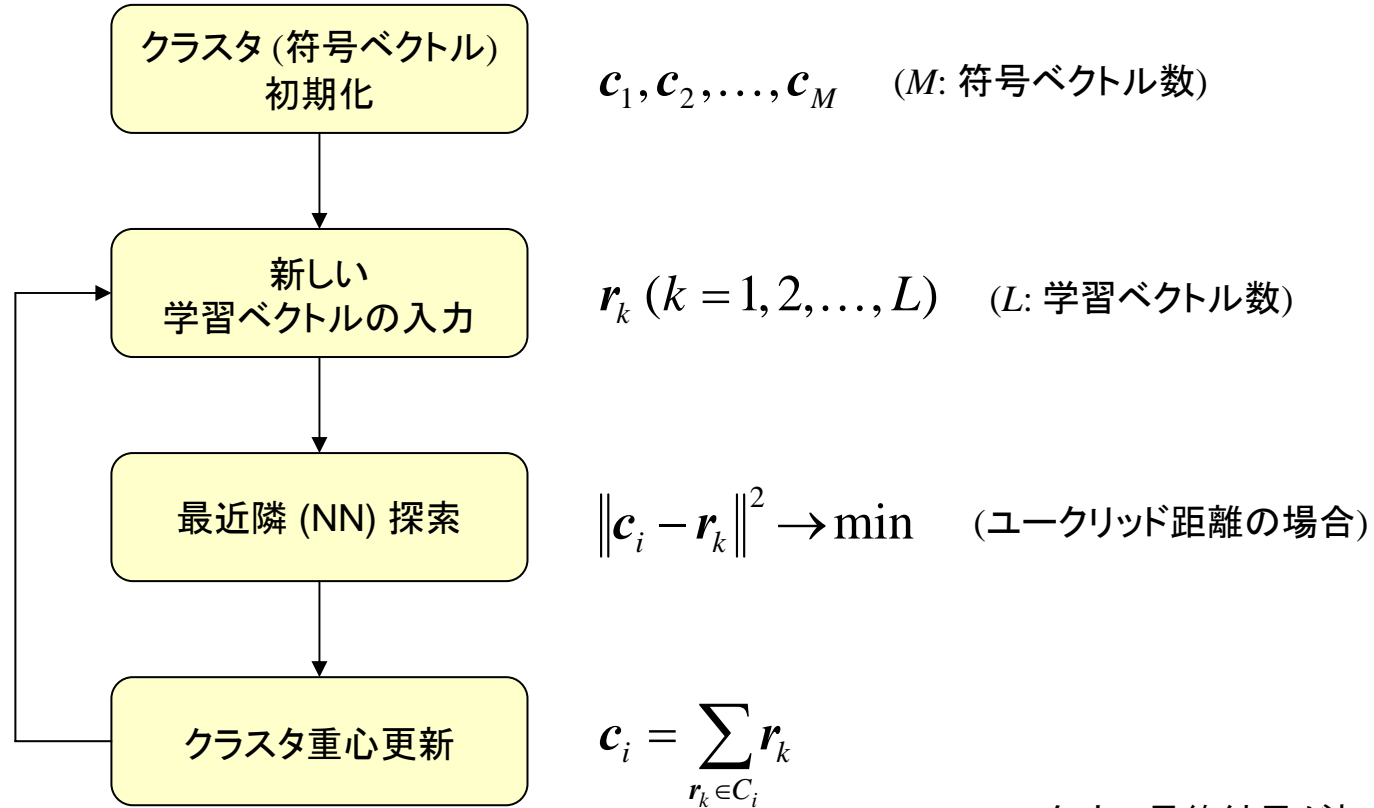 クラスタ (符号ベクトル)
初期化
c_1, c_2, ..., c_M (M: 符号ベクトル数)
新しい
学習ベクトルの入力
r_k (k = 1, 2, ..., L) (L: 学習ベクトル数)
最近隣 (NN) 探索
‖c_i − r_k‖^2 → min (ユークリッド距離の場合)
クラスタ重心更新
c_i = ∑_{r_k ∈ C_i} r_k